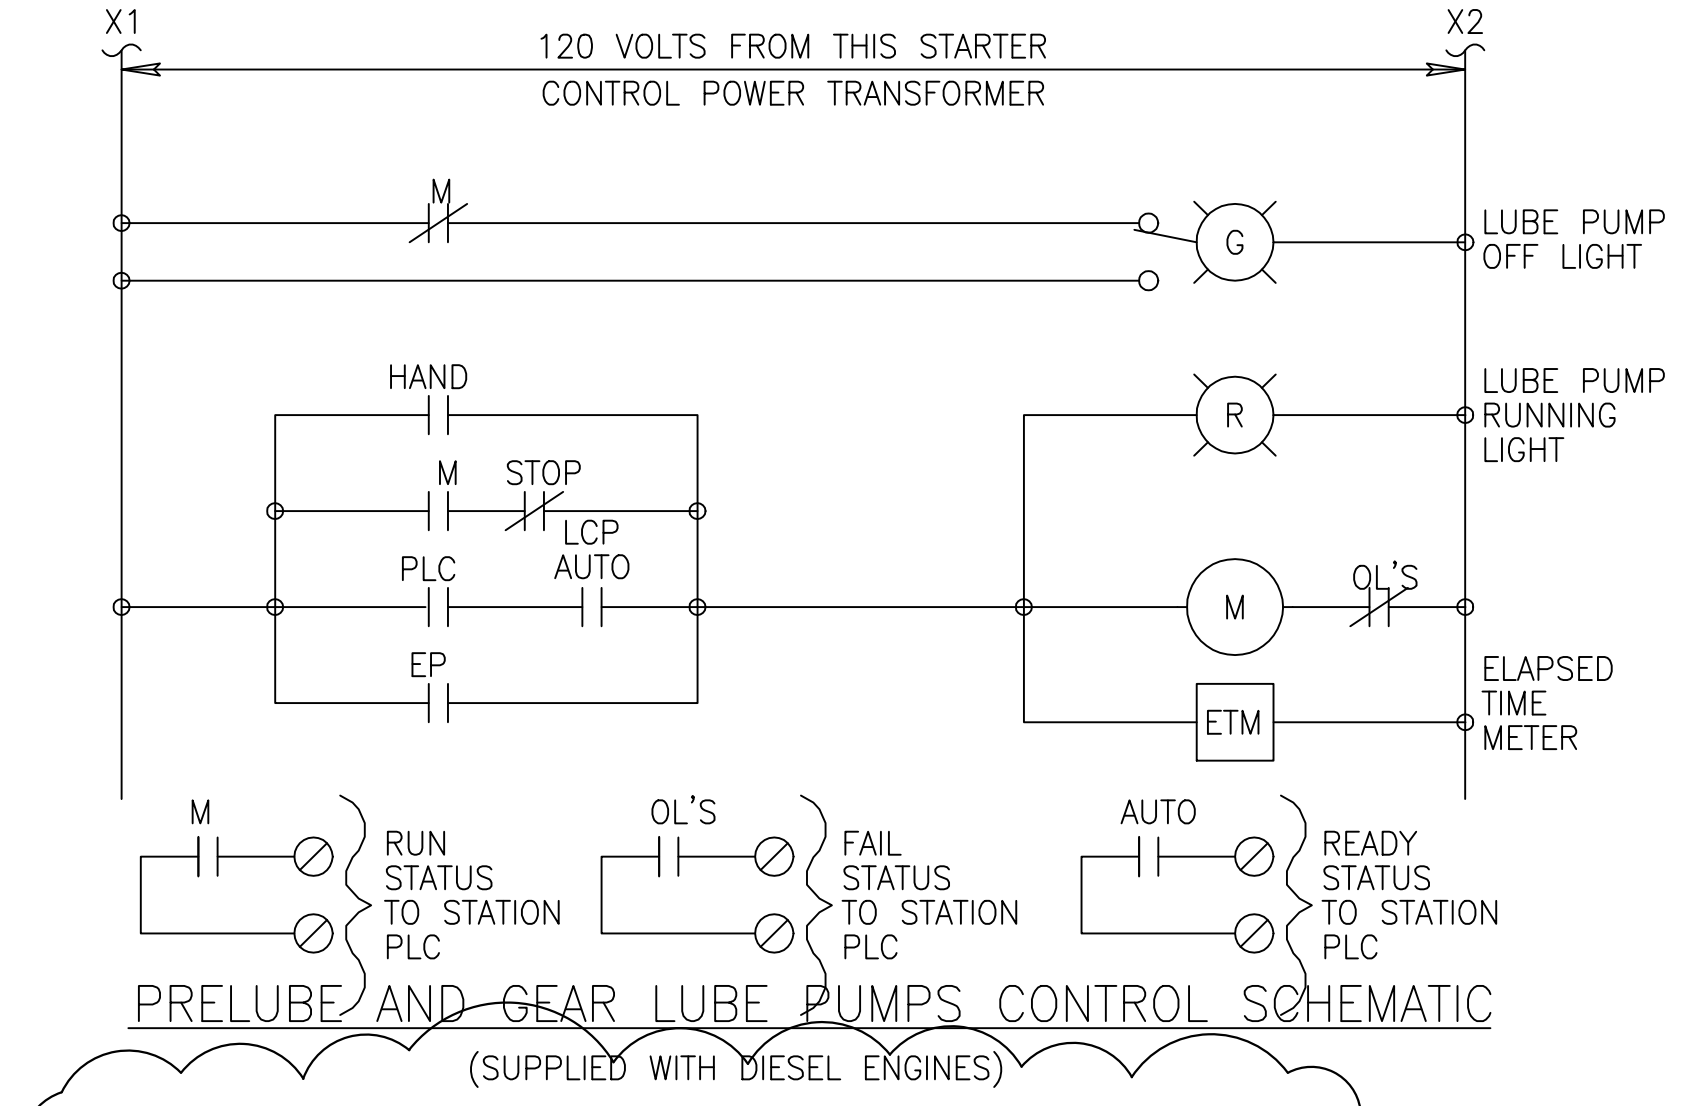 X1
X2
120 VOLTS FROM THIS STARTER
CONTROL POWER TRANSFORMER
M
G
LUBE PUMP
OFF LIGHT
HAND
R
LUBE PUMP
RUNNING
LIGHT
M
STOP
LCP
AUTO
PLC
M
OL'S
EP
ETM
ELAPSED
TIME
METER
M
RUN
STATUS
TO STATION
PLC
OL'S
FAIL
STATUS
TO STATION
PLC
AUTO
READY
STATUS
TO STATION
PLC
PRELUBE AND GEAR LUBE PUMPS CONTROL SCHEMATIC
(SUPPLIED WITH DIESEL ENGINES)